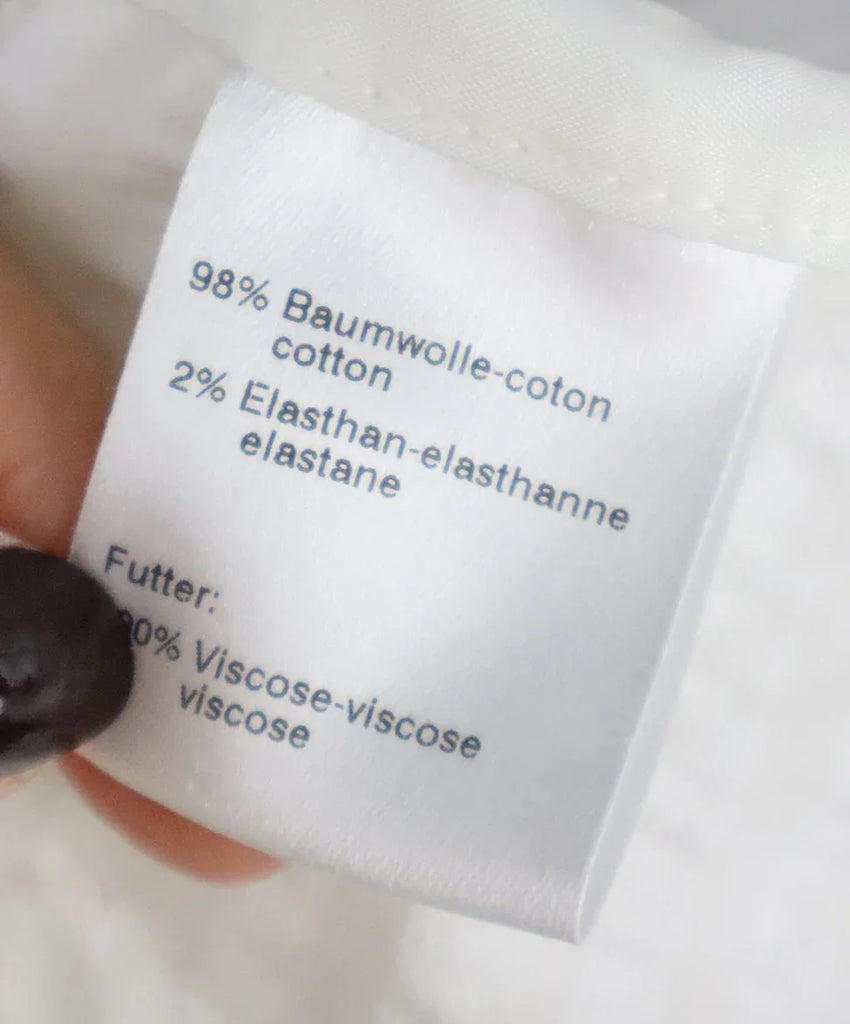 98% Baumwolle-coton
cotton
2% Elasthan-elasthanne
elastane
Futter:
Viscose-viscose
viscose